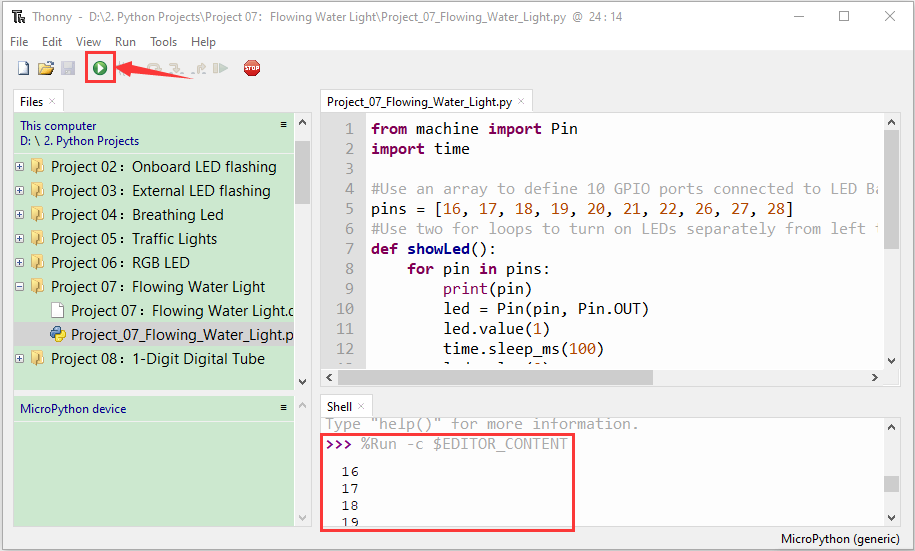 Thonny - D:\2. Python Projects\Project 07：Flowing Water Light\Project_07_Flowing_Water_Light.py @ 24:14
File Edit View Run Tools Help
STOP
Files
This computer
D: \ 2. Python Projects
Project 02：Onboard LED flashing
Project 03：External LED flashing
Project 04：Breathing Led
Project 05：Traffic Lights
Project 06：RGB LED
Project 07：Flowing Water Light
Project 07：Flowing Water Light.
Project_07_Flowing_Water_Light.p
Project 08：1-Digit Digital Tube
MicroPython device
Project_07_Flowing_Water_Light.py
1 from machine import Pin
2 import time
3
4 #Use an array to define 10 GPIO ports connected to LED Ba
5 pins = [16, 17, 18, 19, 20, 21, 22, 26, 27, 28]
6 #Use two for loops to turn on LEDs separately from left
7 def showLed():
8 for pin in pins:
9 print(pin)
10 led = Pin(pin, Pin.OUT)
11 led.value(1)
12 time.sleep_ms(100)
Shell
Type "help()" for more information.
>>> %Run -c $EDITOR_CONTENT
16
17
18
19
MicroPython (generic)